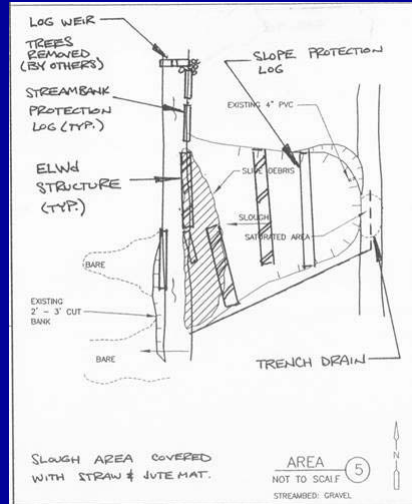 LOG WEIR
TREES
REMOVED
(BY OTHERS)
STREAMBANK
PROTECTION
LOG (TYP.)
ELWd
STRUCTURE
(TYP.)
SLOPE PROTECTION
LOG
EXISTING 4" PVC
SLIDE DEBRIS
SLOUGH
SATURATED AREA
BARE
EXISTING
2' - 3' CUT
BANK
BARE
TRENCH DRAIN
SLOUGH AREA COVERED
WITH STRAW & JUTE MAT.
AREA 5
NOT TO SCALE
STREAMBED: GRAVEL
N